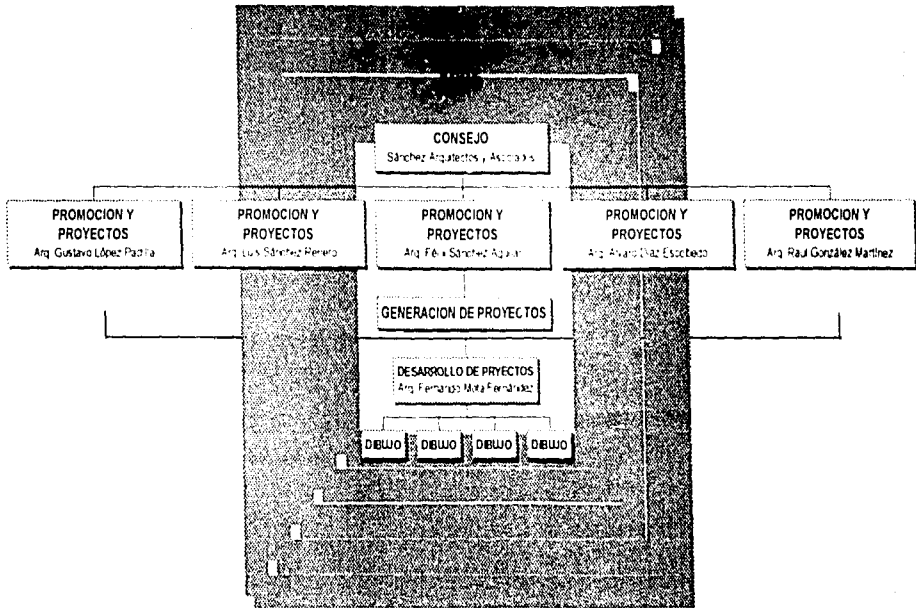 CONSEJO
Sánchez Arquitectos y Asociados
PROMOCION Y
PROYECTOS
Arq. Gustavo López Padilla
PROMOCION Y
PROYECTOS
Arq. Luis Sánchez Renero
PROMOCION Y
PROYECTOS
Arq. Félix Sánchez Aguilar
PROMOCION Y
PROYECTOS
Arq. Alvaro Díaz Escobedo
PROMOCION Y
PROYECTOS
Arq. Raúl González Martínez
GENERACION DE PROYECTOS
DESARROLLO DE PRYECTOS
Arq. Fernando Mota Fernández
DIBUJO
DIBUJO
DIBUJO
DIBUJO